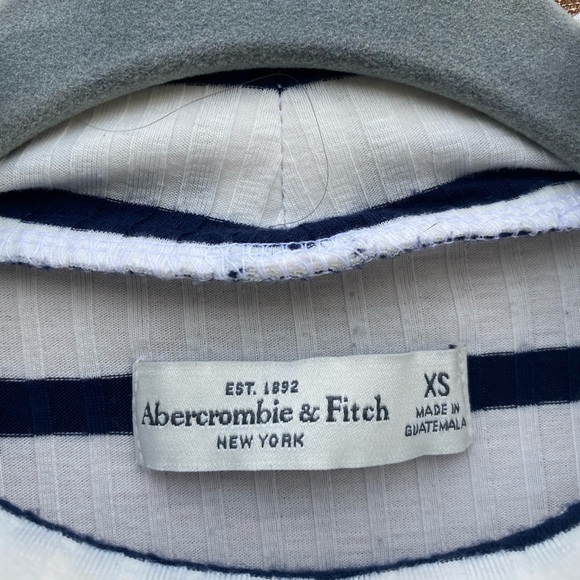 EST. 1892
Abercrombie & Fitch
NEW YORK
XS
MADE IN
GUATEMALA